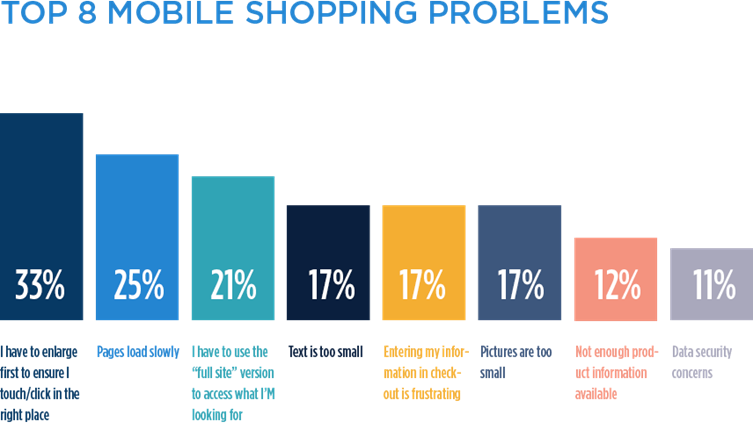 TOP 8 MOBILE SHOPPING PROBLEMS
33%
25%
21%
17%
17%
17%
12%
11%
I have to enlarge
first to ensure I
touch/click in the
right place
Pages load slowly
I have to use the
“full site” version
to access what I’M
looking for
Text is too small
Entering my infor-
mation in check-
out is frustrating
Pictures are too
small
Not enough prod-
uct information
available
Data security
concerns